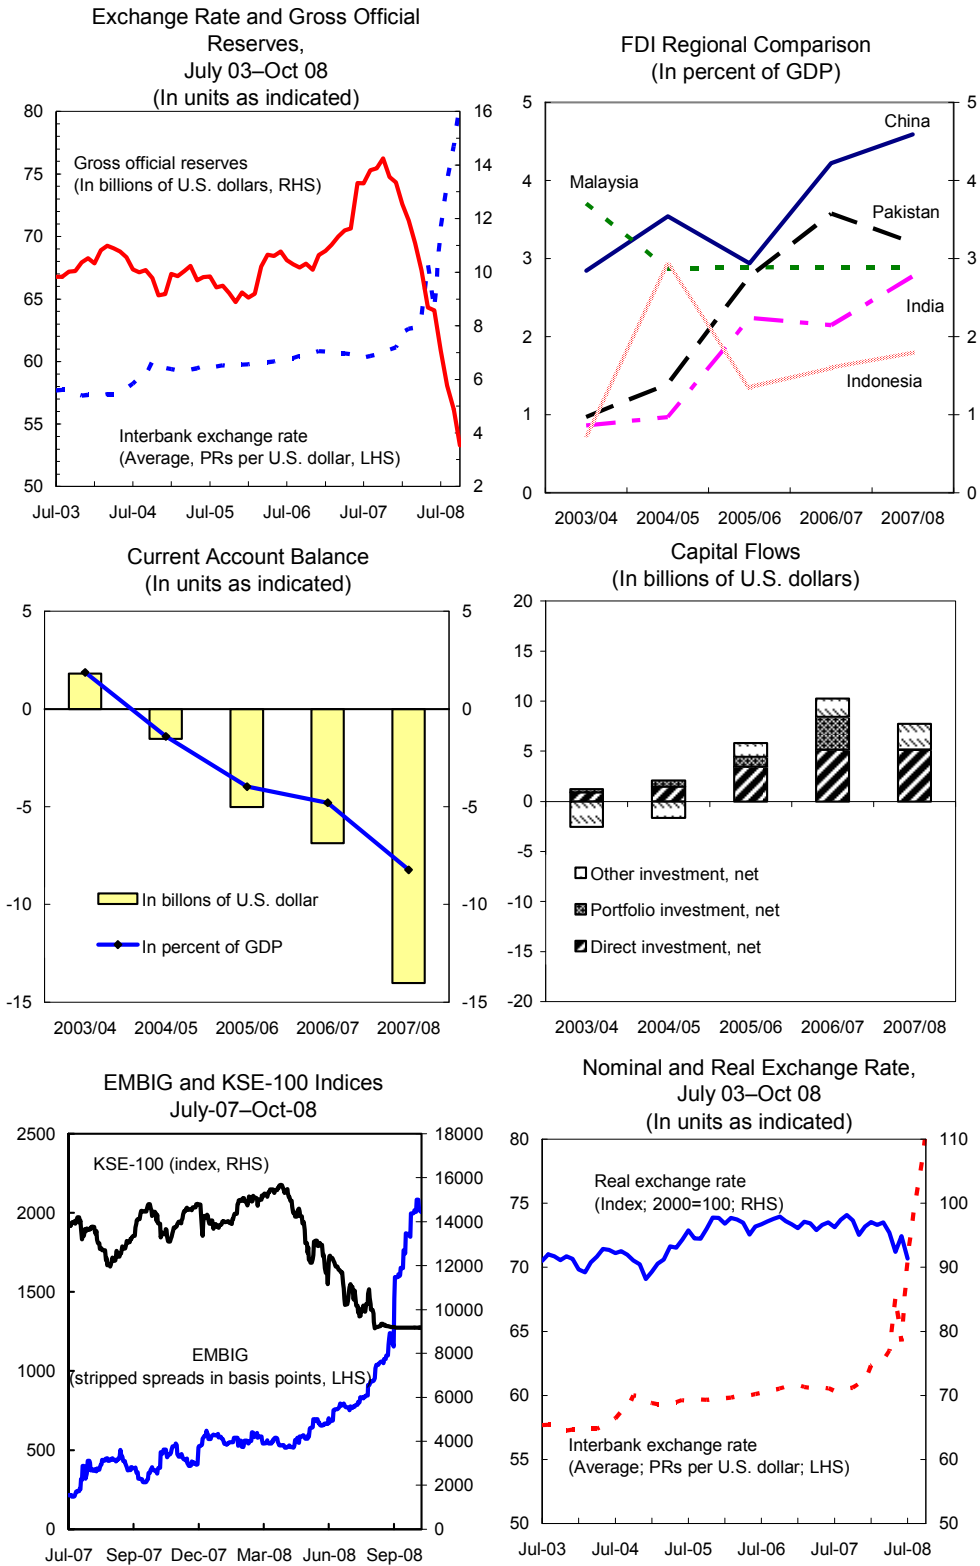 Exchange Rate and Gross Official
Reserves,
July 03–Oct 08
(In units as indicated)
80
75
70
65
60
55
50
16
14
12
10
8
6
4
2
Gross official reserves
(In billions of U.S. dollars, RHS)
Interbank exchange rate
(Average, PRs per U.S. dollar, LHS)
Jul-03 Jul-04 Jul-05 Jul-06 Jul-07 Jul-08
FDI Regional Comparison
(In percent of GDP)
5
4
3
2
1
0
5
4
3
2
1
0
China
Malaysia
Pakistan
India
Indonesia
2003/04 2004/05 2005/06 2006/07 2007/08
Current Account Balance
(In units as indicated)
5
0
-5
-10
-15
5
0
-5
-10
-15
In billons of U.S. dollar
In percent of GDP
2003/04 2004/05 2005/06 2006/07 2007/08
Capital Flows
(In billions of U.S. dollars)
20
15
10
5
0
-5
-10
-15
-20
Other investment, net
Portfolio investment, net
Direct investment, net
2003/04 2004/05 2005/06 2006/07 2007/08
EMBIG and KSE-100 Indices
July-07–Oct-08
2500
2000
1500
1000
500
0
18000
16000
14000
12000
10000
8000
6000
4000
2000
0
KSE-100 (index, RHS)
EMBIG
(stripped spreads in basis points, LHS)
Jul-07 Sep-07 Dec-07 Mar-08 Jun-08 Sep-08
Nominal and Real Exchange Rate,
July 03–Oct 08
(In units as indicated)
80
75
70
65
60
55
50
110
100
90
80
70
60
50
Real exchange rate
(Index; 2000=100; RHS)
Interbank exchange rate
(Average; PRs per U.S. dollar; LHS)
Jul-03 Jul-04 Jul-05 Jul-06 Jul-07 Jul-08